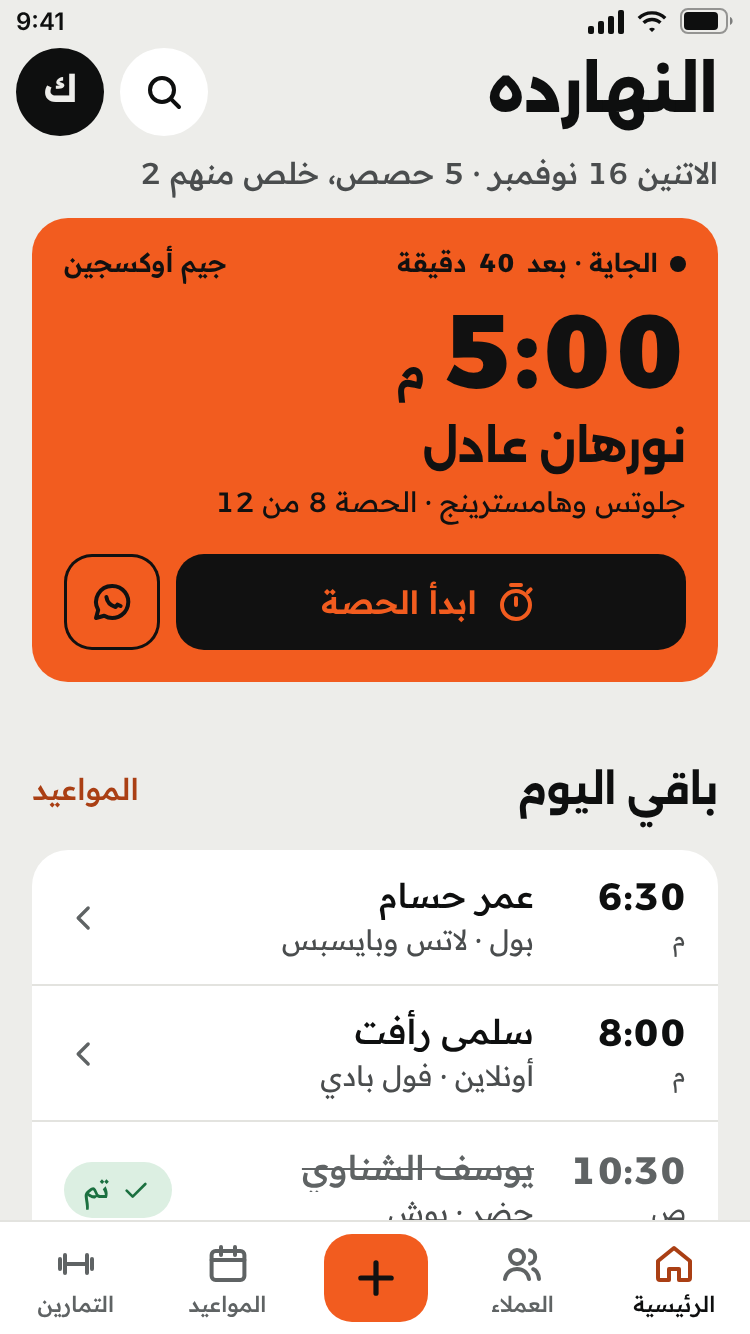 9:41
النهارده
ك
الاتنين 16 نوفمبر · 5 حصص، خلص منهم 2
الجاية · بعد 40 دقيقة
جيم أوكسجين
5:00 م
نورهان عادل
جلوتس وهامسترينج · الحصة 8 من 12
ابدأ الحصة
باقي اليوم
المواعيد
6:30 م
عمر حسام
بول · لاتس وبايسبس
8:00 م
سلمى رأفت
أونلاين · فول بادي
10:30 ص
يوسف الشناوي
حضر · بوش
تم
الرئيسية
العملاء
المواعيد
التمارين